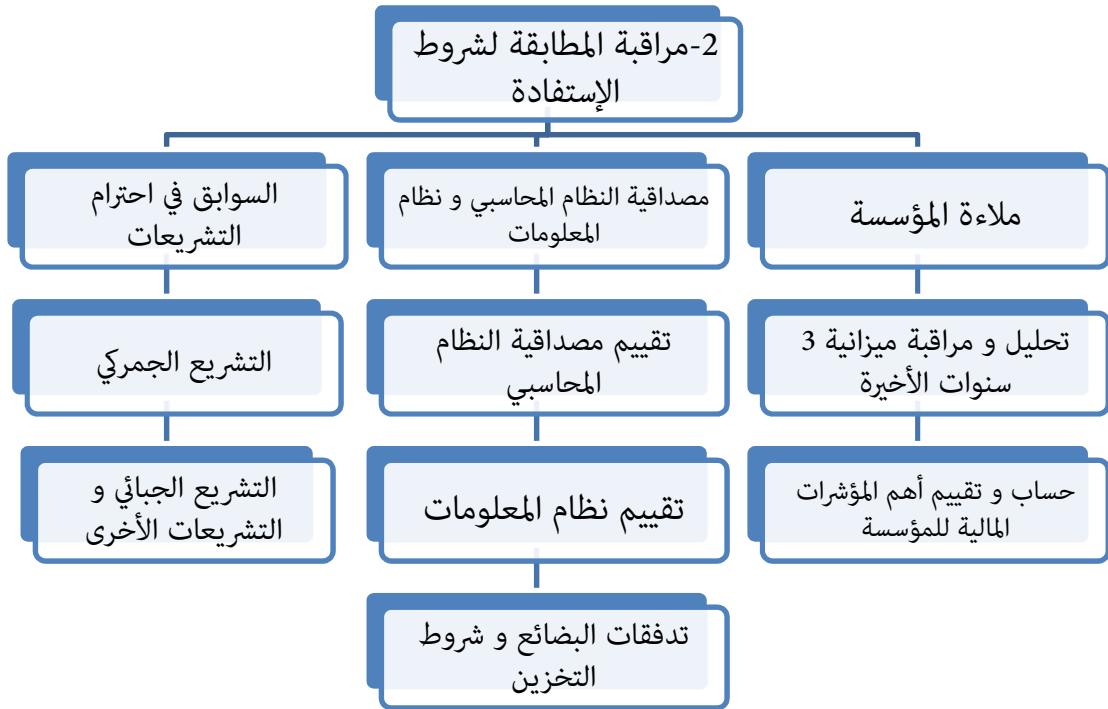 2-مراقبة المطابقة لشروط
الإستفادة
ملاءة المؤسسة
تحليل و مراقبة ميزانية 3
سنوات الأخيرة
حساب و تقييم أهم المؤشرات
المالية للمؤسسة
مصداقية النظام المحاسبي و نظام
المعلومات
تقييم مصداقية النظام
المحاسبي
تقييم نظام المعلومات
تدفقات البضائع و شروط
التخزين
السوابق في احترام
التشريعات
التشريع الجمركي
التشريع الجبائي و
التشريعات الأخرى